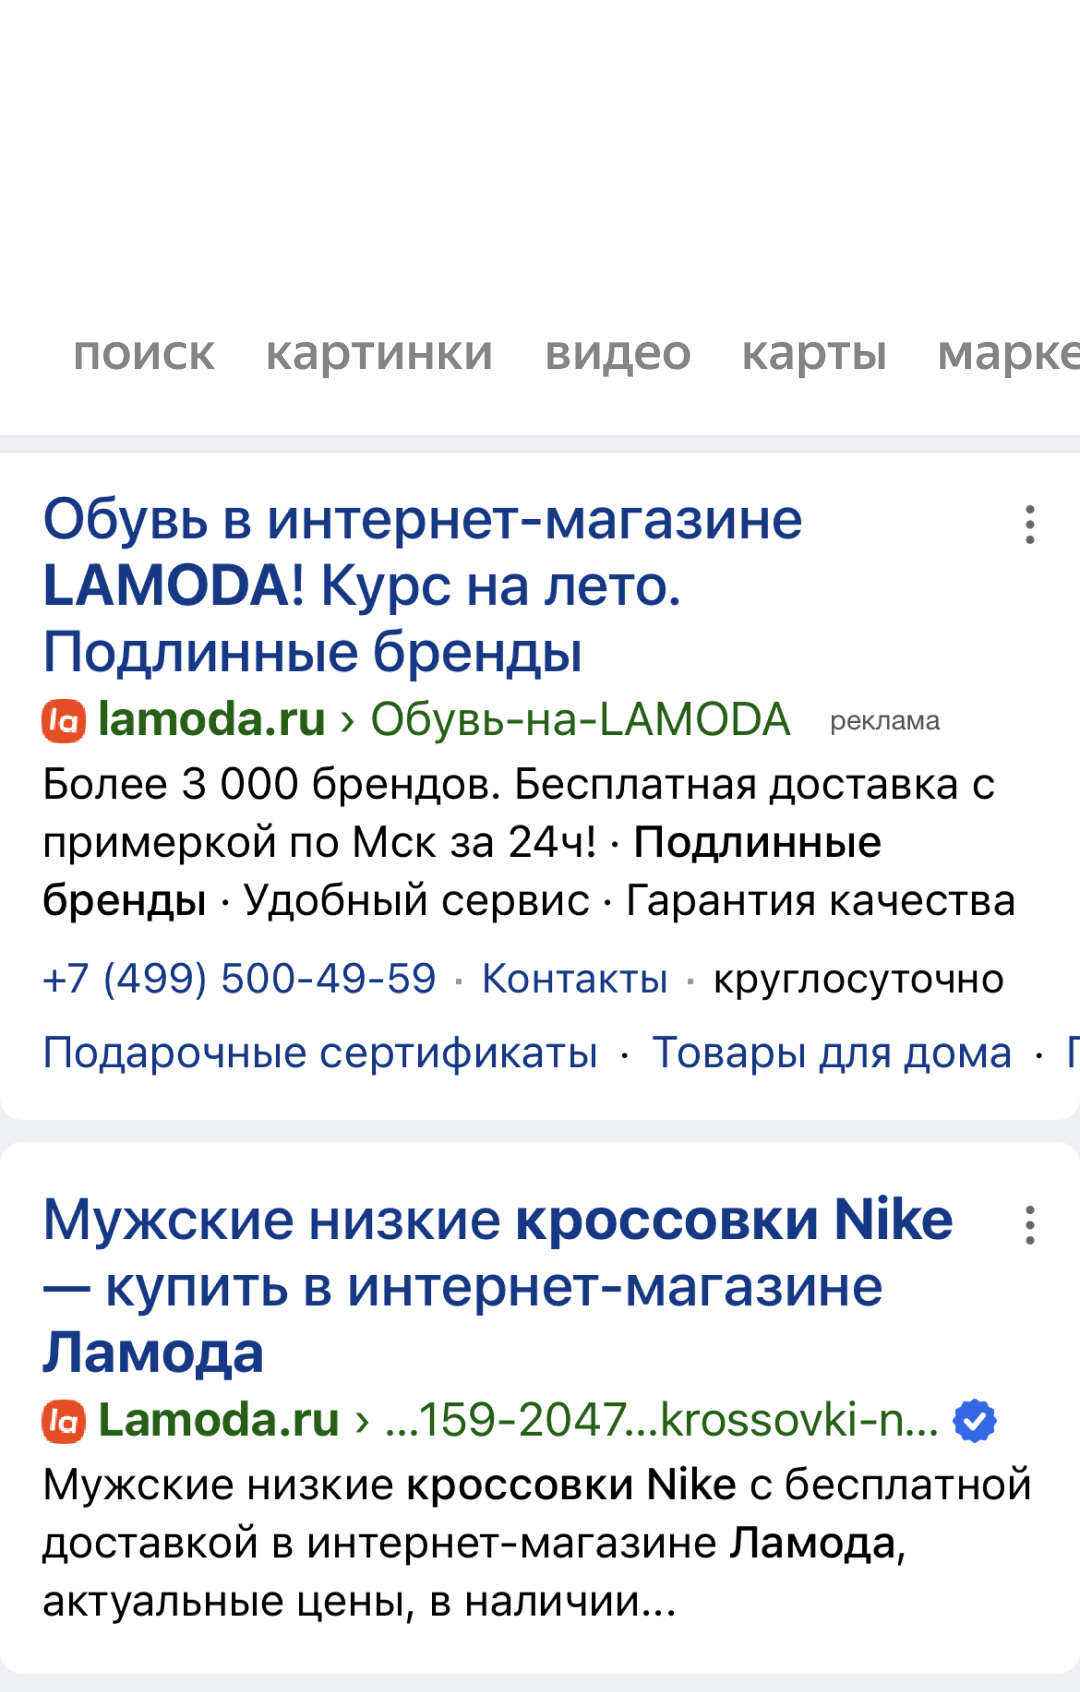 поиск картинки видео карты марке
Обувь в интернет-магазине
LAMODA! Курс на лето.
Подлинные бренды
la lamoda.ru › Обувь-на-LAMODA реклама
Более 3 000 брендов. Бесплатная доставка с
примеркой по Мск за 24ч! · Подлинные
бренды · Удобный сервис · Гарантия качества
+7 (499) 500-49-59 · Контакты · круглосуточно
Подарочные сертификаты · Товары для дома ·
Мужские низкие кроссовки Nike
— купить в интернет-магазине
Ламода
la Lamoda.ru › ...159-2047...krossovki-n...
Мужские низкие кроссовки Nike с бесплатной
доставкой в интернет-магазине Ламода,
актуальные цены, в наличии...